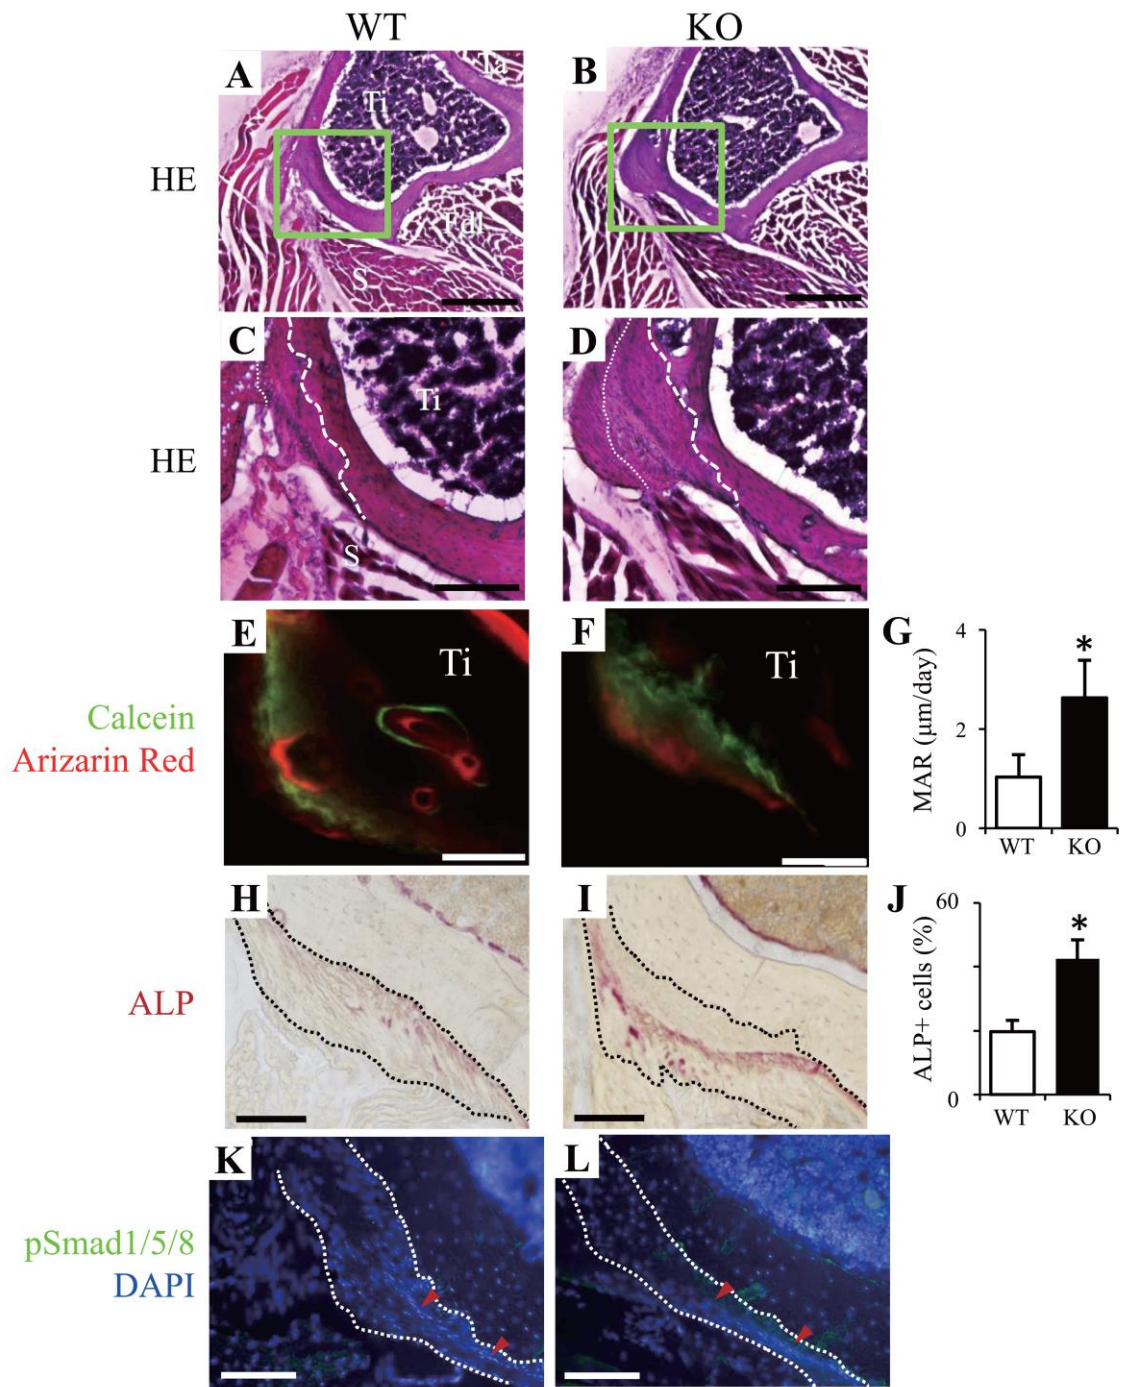 WT KO
A Ti Ta
B
HE
Fdl
S
C Ti
D
HE
S
E Ti
F Ti
G
4
*
MAR (µm/day)
2
0
WT KO
Calcein
Arizarin Red
H
I
J
60
*
ALP+ cells (%)
0
WT KO
ALP
K
L
pSmad1/5/8
DAPI